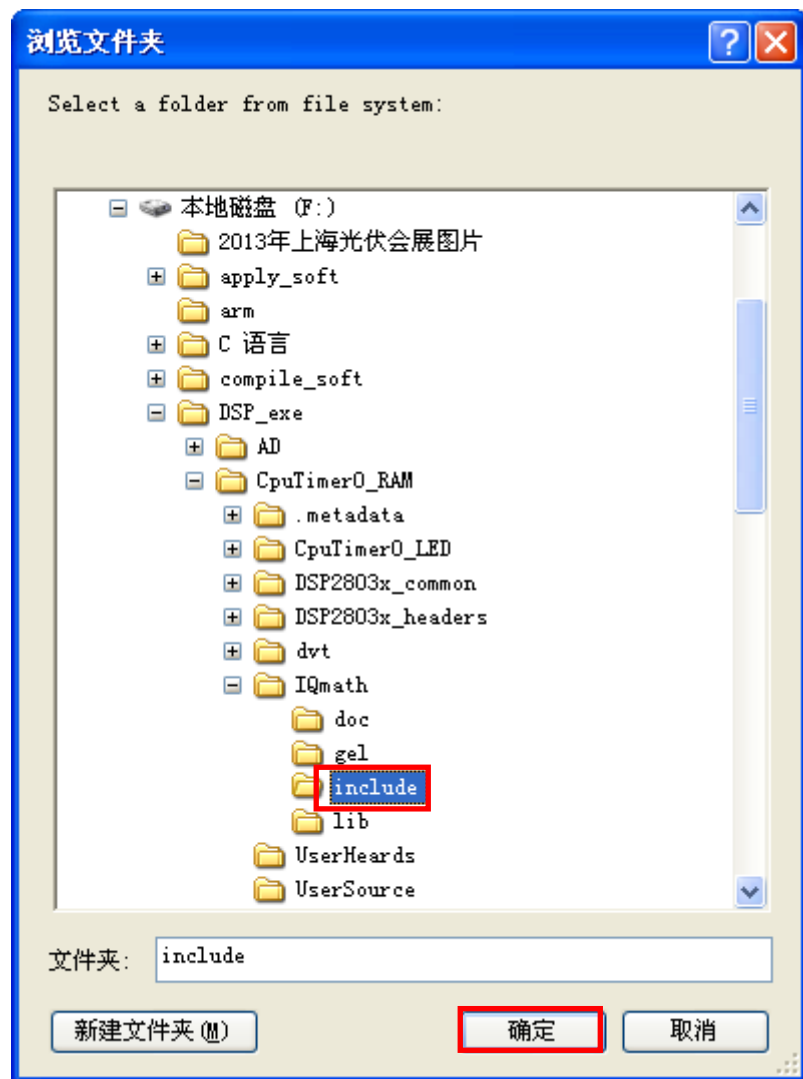 浏览文件夹
Select a folder from file system:
本地磁盘 (F:)
2013年上海光伏会展图片
apply_soft
arm
C 语言
compile_soft
DSP_exe
AD
CpuTimer0_RAM
.metadata
CpuTimer0_LED
DSP2803x_common
DSP2803x_headers
dvt
IQmath
doc
gel
include
lib
UserHeards
UserSource
文件夹: include
新建文件夹(M) 确定 取消